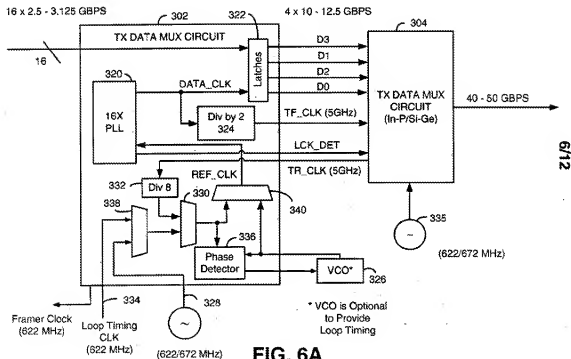 16 x 2.5 - 3.125 GBPS
302
322
4 x 10 - 12.5 GBPS
304
TX DATA MUX CIRCUIT
16
Latches
D3
D1
D2
D0
320
DATA_CLK
16X
PLL
Div by 2
324
TF_CLK (5GHz)
TX DATA MUX
CIRCUIT
(In-P/Si-Ge)
40 - 50 GBPS
LCK_DET
TR_CLK (5GHz)
REF_CLK
332
Div 8
330
338
340
336
Phase
Detector
335
(622/672 MHz)
VCO*
326
334
328
Framer Clock
(622 MHz)
Loop Timing
CLK
(622 MHz)
(622/672 MHz)
* VCO is Optional
to Provide
Loop Timing
FIG. 6A
6/12